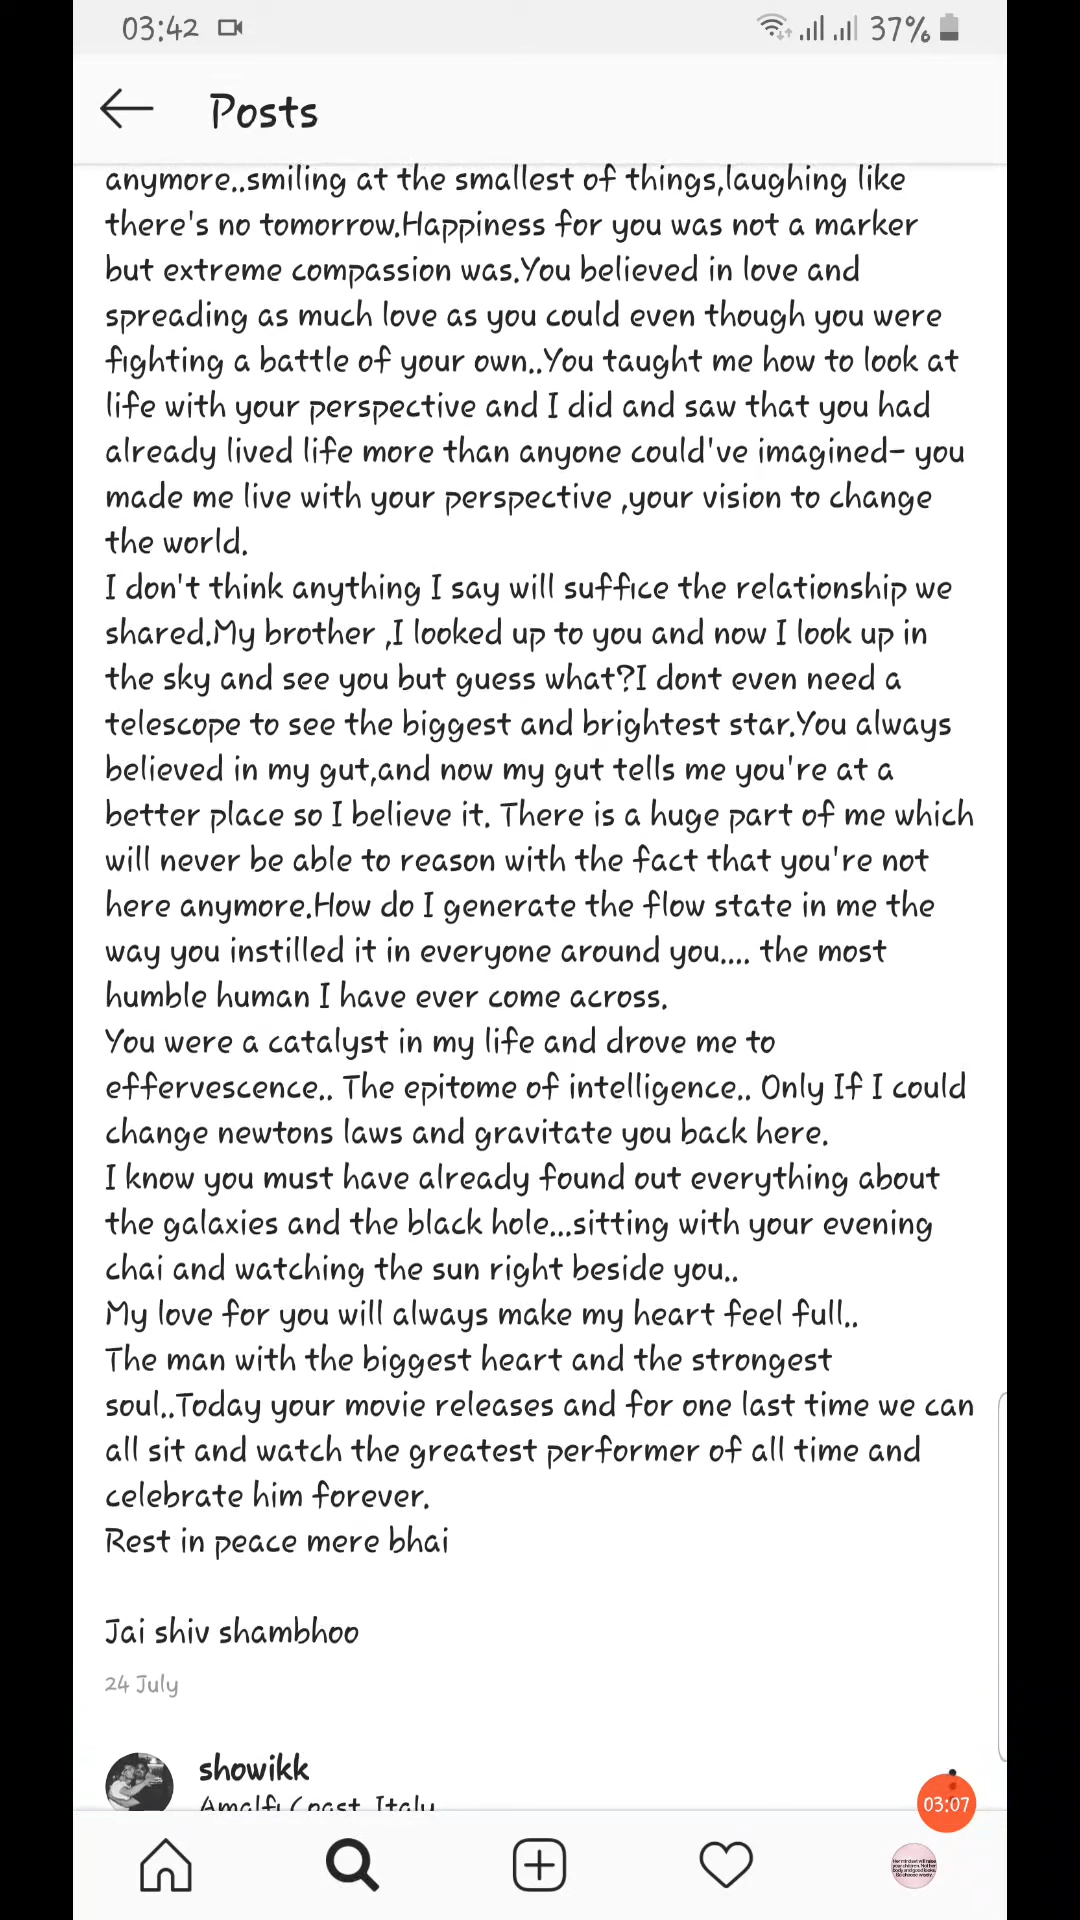 03:42 37%
Posts
anymore..smiling at the smallest of things,laughing like
there's no tomorrow.Happiness for you was not a marker
but extreme compassion was.You believed in love and
spreading as much love as you could even though you were
fighting a battle of your own..You taught me how to look at
life with your perspective and I did and saw that you had
already lived life more than anyone could've imagined- you
made me live with your perspective ,your vision to change
the world.
I don't think anything I say will suffice the relationship we
shared.My brother ,I looked up to you and now I look up in
the sky and see you but guess what?I dont even need a
telescope to see the biggest and brightest star.You always
believed in my gut,and now my gut tells me you're at a
better place so I believe it. There is a huge part of me which
will never be able to reason with the fact that you're not
here anymore.How do I generate the flow state in me the
way you instilled it in everyone around you.... the most
humble human I have ever come across.
You were a catalyst in my life and drove me to
effervescence.. The epitome of intelligence.. Only If I could
change newtons laws and gravitate you back here.
I know you must have already found out everything about
the galaxies and the black hole...sitting with your evening
chai and watching the sun right beside you..
My love for you will always make my heart feel full..
The man with the biggest heart and the strongest
soul..Today your movie releases and for one last time we can
all sit and watch the greatest performer of all time and
celebrate him forever.
Rest in peace mere bhai
Jai shiv shambhoo
24 July
showikk
Amalfi Coast, Italy
03:07